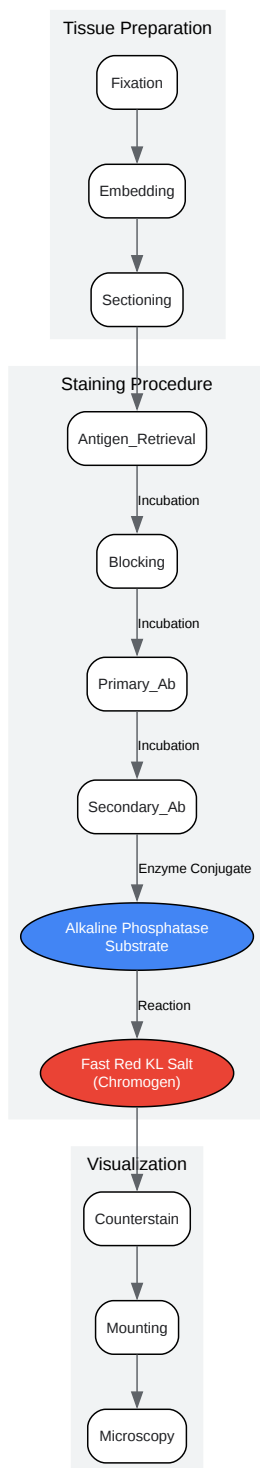 Tissue Preparation
Fixation
Embedding
Sectioning
Staining Procedure
Antigen_Retrieval
Incubation
Blocking
Incubation
Primary_Ab
Incubation
Secondary_Ab
Enzyme Conjugate
Alkaline Phosphatase
Substrate
Reaction
Fast Red KL Salt
(Chromogen)
Visualization
Counterstain
Mounting
Microscopy